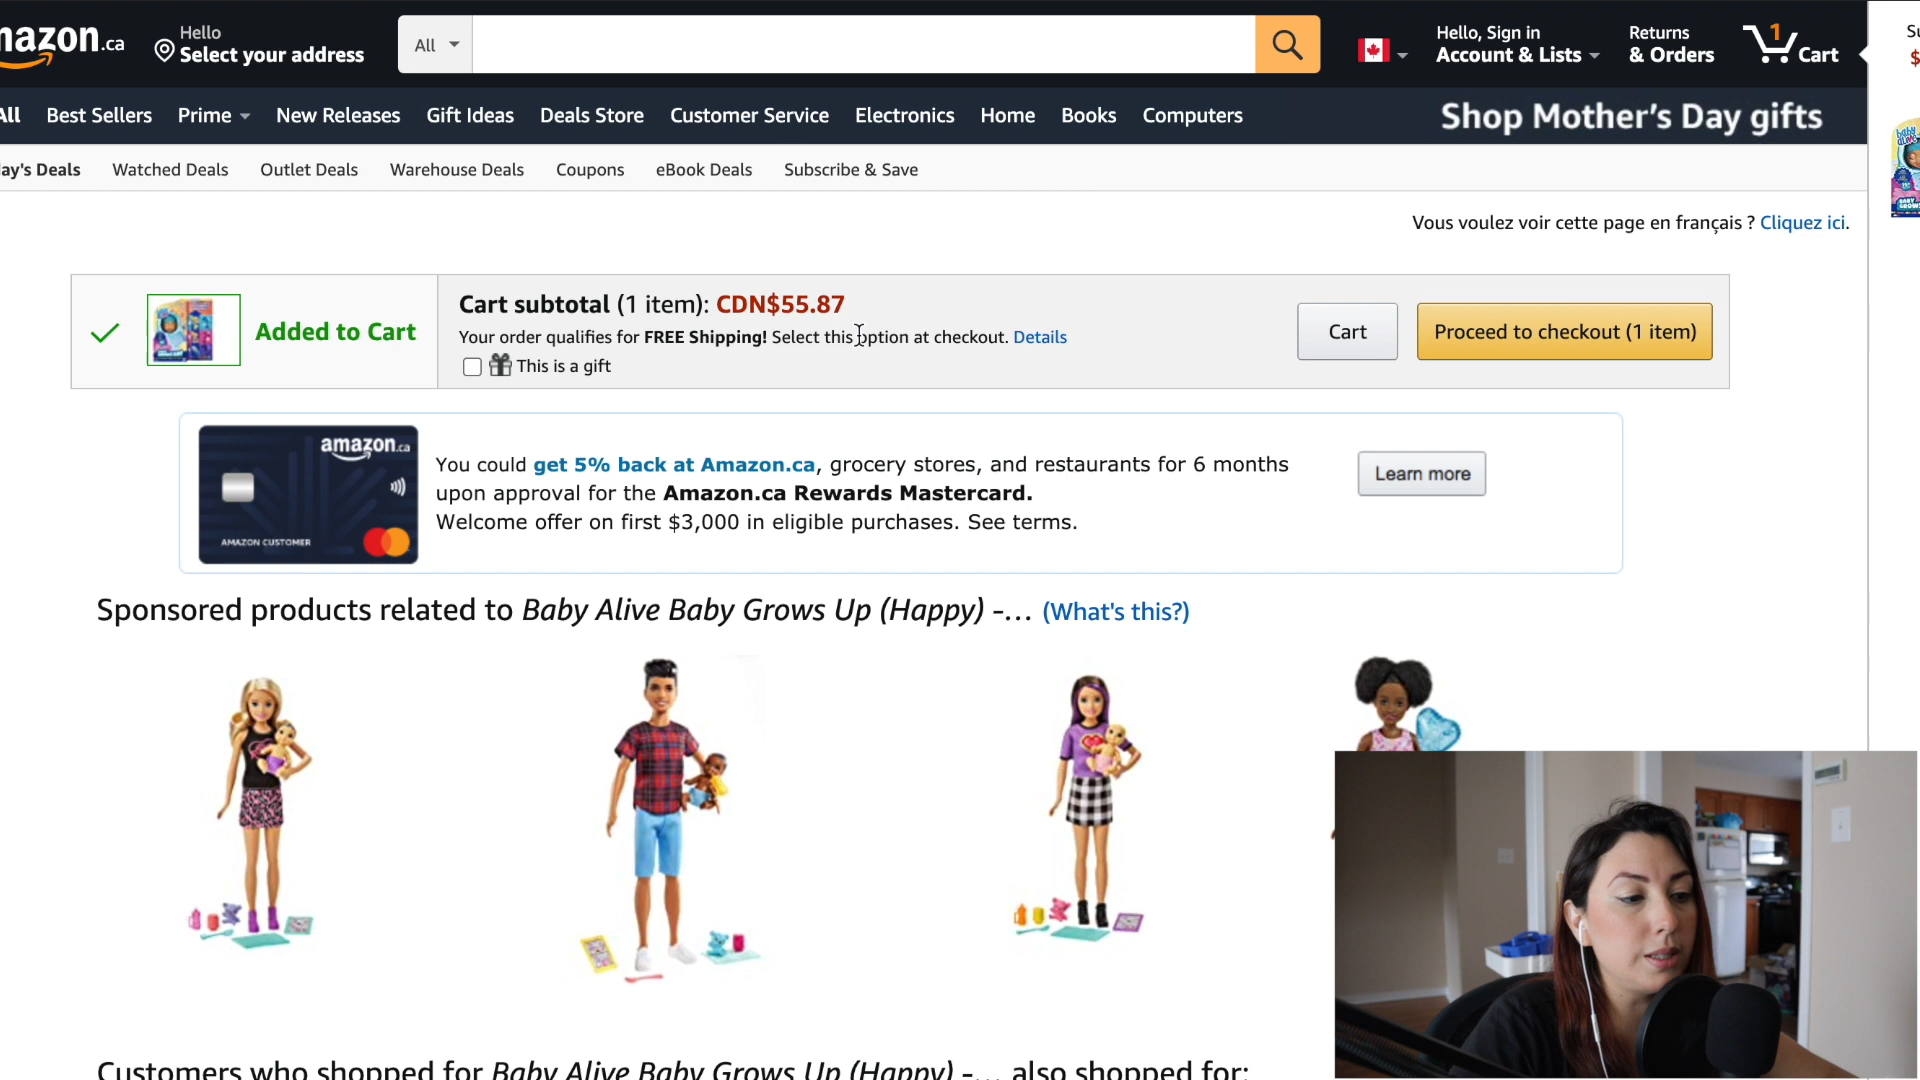 mazon.ca
Hello
Select your address
All
Hello, Sign in
Account & Lists
Returns
& Orders
1
Cart
All
Best Sellers
Prime
New Releases
Gift Ideas
Deals Store
Customer Service
Electronics
Home
Books
Computers
Shop Mother's Day gifts
ay's Deals
Watched Deals
Outlet Deals
Warehouse Deals
Coupons
eBook Deals
Subscribe & Save
Vous voulez voir cette page en français ? Cliquez ici.
Added to Cart
Cart subtotal (1 item): CDN$55.87
Your order qualifies for FREE Shipping! Select this option at checkout. Details
This is a gift
Cart
Proceed to checkout (1 item)
amazon.ca
AMAZON CUSTOMER
You could get 5% back at Amazon.ca, grocery stores, and restaurants for 6 months
upon approval for the Amazon.ca Rewards Mastercard.
Welcome offer on first $3,000 in eligible purchases. See terms.
Learn more
Sponsored products related to Baby Alive Baby Grows Up (Happy) -... (What's this?)
Customers who shopped for Baby Alive Baby Grows Up (Happy) -... also shopped for: